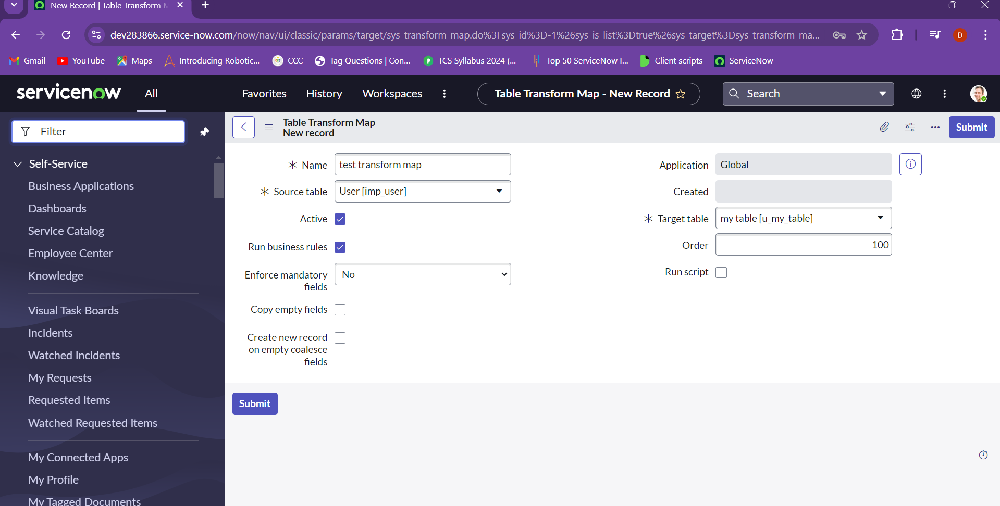 New Record | Table Transform M
dev283866.service-now.com/now/nav/ui/classic/params/target/sys_transform_map.do%3Fsys_id%3D-1%26sys_is_list%3Dtrue%26sys_target%3Dsys_transform_ma...
D
Gmail
YouTube
Maps
Introducing Robotic...
CCC
Tag Questions | Con...
TCS Syllabus 2024 (...
Top 50 ServiceNow I...
Client scripts
ServiceNow
servicenow
All
Favorites
History
Workspaces
Table Transform Map - New Record
Search
Filter
Self-Service
Business Applications
Dashboards
Service Catalog
Employee Center
Knowledge
Visual Task Boards
Incidents
Watched Incidents
My Requests
Requested Items
Watched Requested Items
My Connected Apps
My Profile
My Tagged Documents
Table Transform Map
New record
Submit
Name
test transform map
Source table
User [imp_user]
Active
Run business rules
Enforce mandatory
fields
No
Copy empty fields
Create new record
on empty coalesce
fields
Application
Global
Created
Target table
my table [u_my_table]
Order
100
Run script
Submit